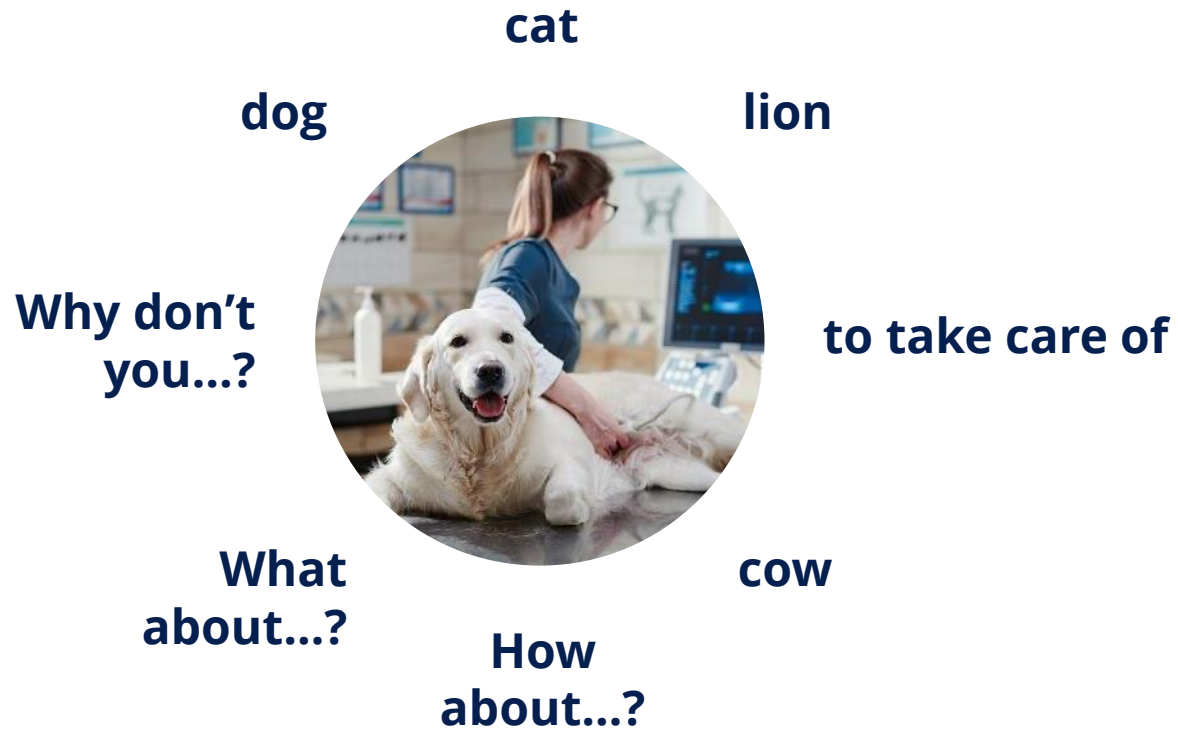 cat
dog
lion
Why don’t
you...?
to take care of
What
about...?
cow
How
about...?